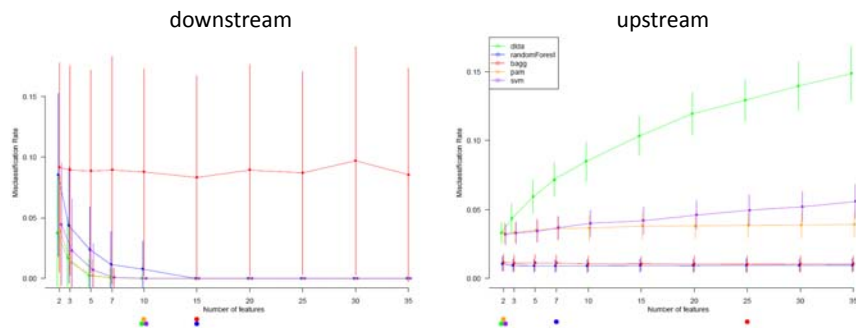 downstream
upstream
Misclassification Rate
0.15
0.10
0.05
0.00
2 3 5 7 10 15 20 25 30 35
Number of features
dlda
randomForest
bagg
pam
svm
Misclassification Rate
0.15
0.10
0.05
0.00
2 3 5 7 10 15 20 25 30 35
Number of features